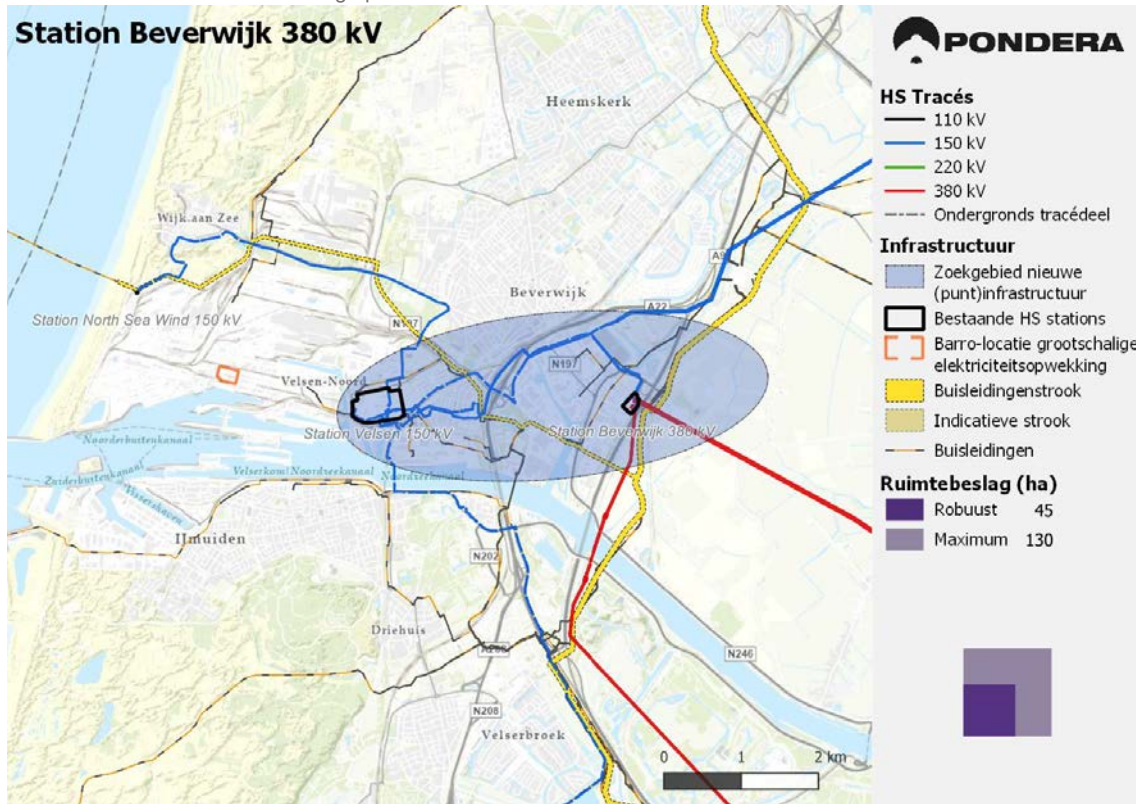 Station Beverwijk 380 kV
PONDERA
HS Tracés
110 kV
150 kV
220 kV
380 kV
Ondergronds tracédeel
Infrastructuur
Zoekgebied nieuwe
(punt)infrastructuur
Bestaande HS stations
Barro-locatie grootschalige
elektriciteitsopwekking
Buisleidingenstrook
Indicatieve strook
Buisleidingen
Ruimtebeslag (ha)
Robuust 45
Maximum 130
Heemskerk
Wijk aan Zee
A9
Beverwijk
A22
Station North Sea Wind 150 kV
N197
N197
Velsen-Noord
Station Velsen 150 kV
Station Beverwijk 380 kV
Noorderbuitenkanaal
Zuiderbuitenkanaal
Vissershaven
Velserkom
Noordzeekanaal
Noordzeekanaal
IJmuiden
N202
Driehuis
A208
N246
N208
Velserbroek
0 1 2 km